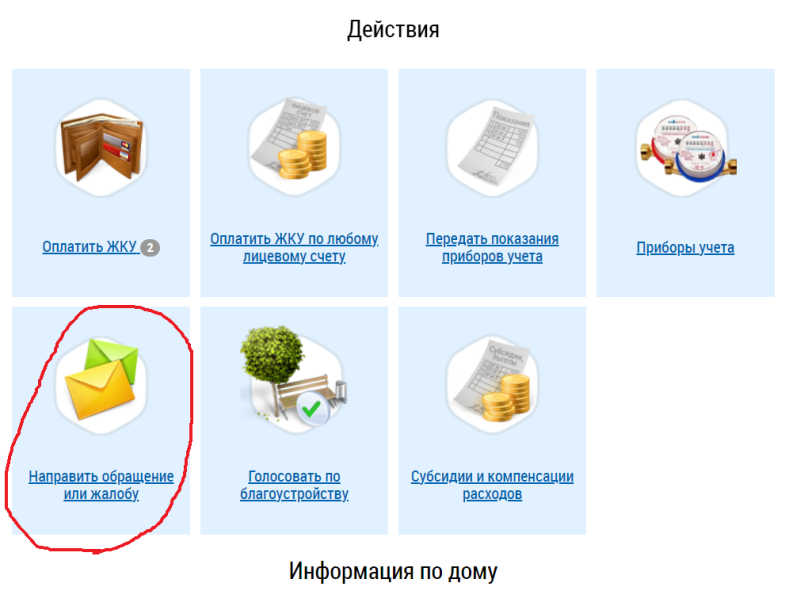 Действия
Оплатить ЖКУ 2
Оплатить ЖКУ по любому
лицевому счету
Передать показания
приборов учета
Приборы учета
Направить обращение
или жалобу
Голосовать по
благоустройству
Субсидии и компенсации
расходов
Информация по дому